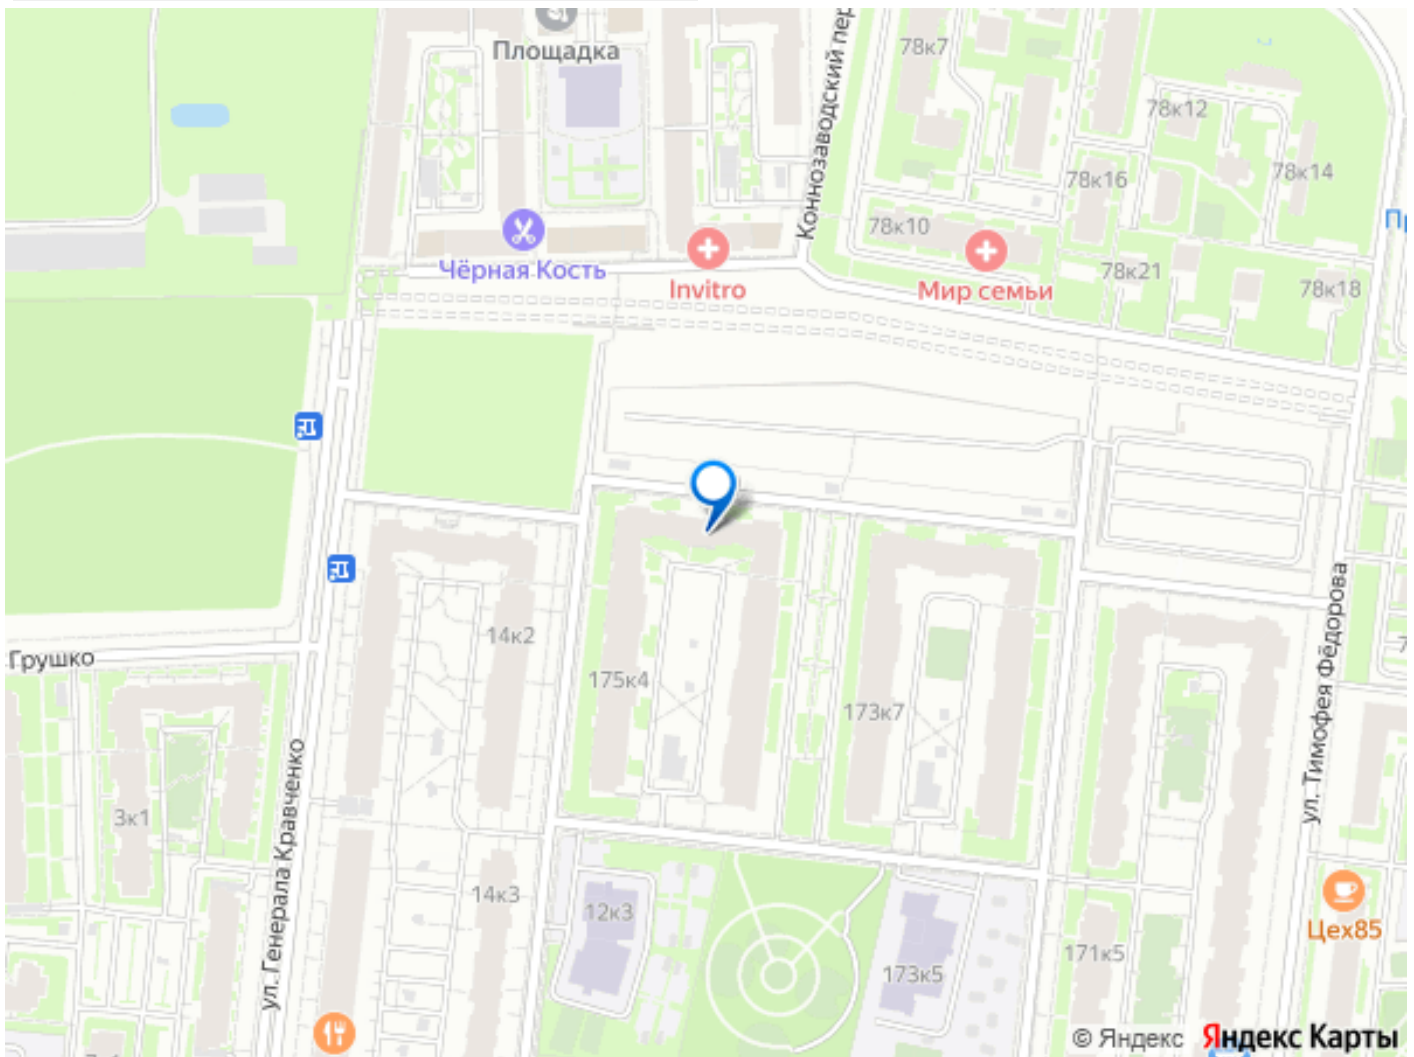 Площадка
Коннозаводский пер
78к7
78к12
78к14
78к16
Чёрная Кость
Invitro
78к10
Мир семьи
78к21
78к18
Пр
14к2
Грушко
175к4
173к7
ул. Тимофея Фёдорова
ул. Генерала Кравченко
3к1
14к3
12к3
173к5
171к5
Цех85
© Яндекс Яндекс Карты